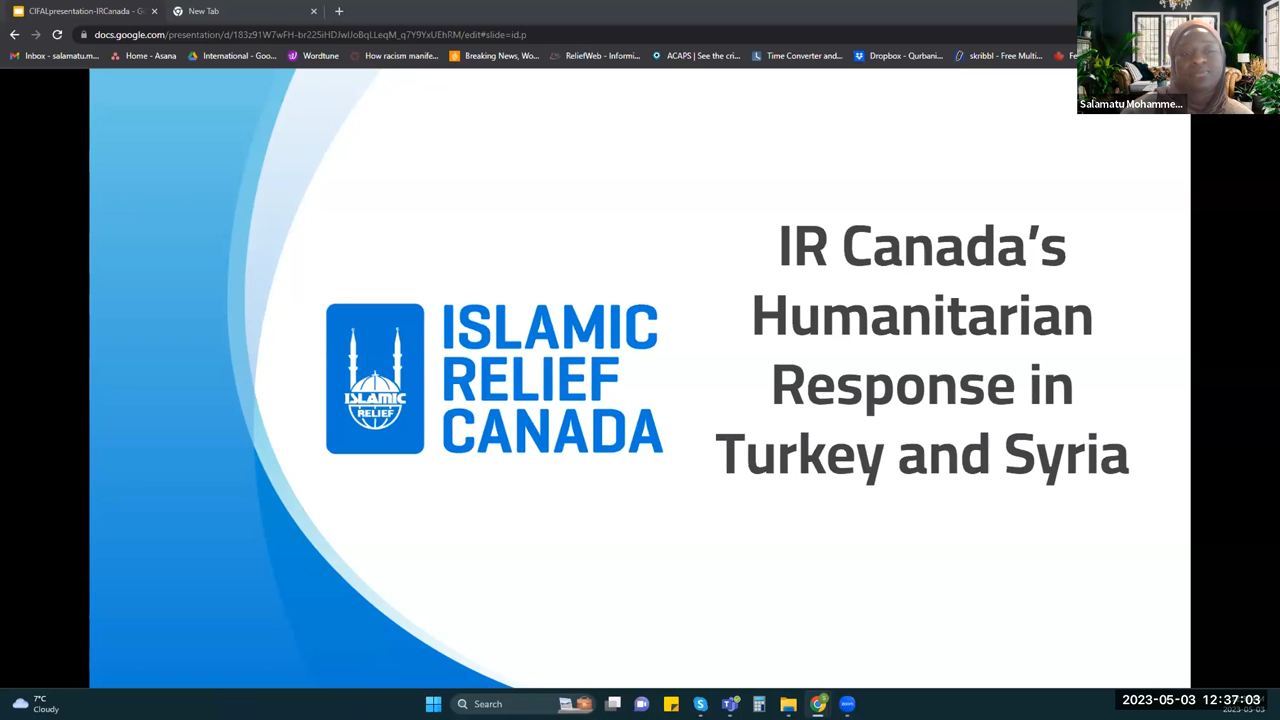 CIFALpresentation-IRCanada - G
New Tab
docs.google.com/presentation/d/183z91W7wFH-br225iHDJwIJoBqLLeqM_q7Y9YxUEhRM/edit#slide=id.p
Inbox - salamatu.m...
Home - Asana
International - Goo...
Wordtune
How racism manife...
Breaking News, Wo...
ReliefWeb - Informi...
ACAPS | See the cri...
Time Converter and...
Dropbox - Qurbani...
skribbl - Free Multi...
Salamatu Mohamme...
IR Canada's
Humanitarian
Response in
Turkey and Syria
ISLAMIC
RELIEF
CANADA
ISLAMIC
RELIEF
7°C
Cloudy
Search
zoom
2023-05-03 12:37:03